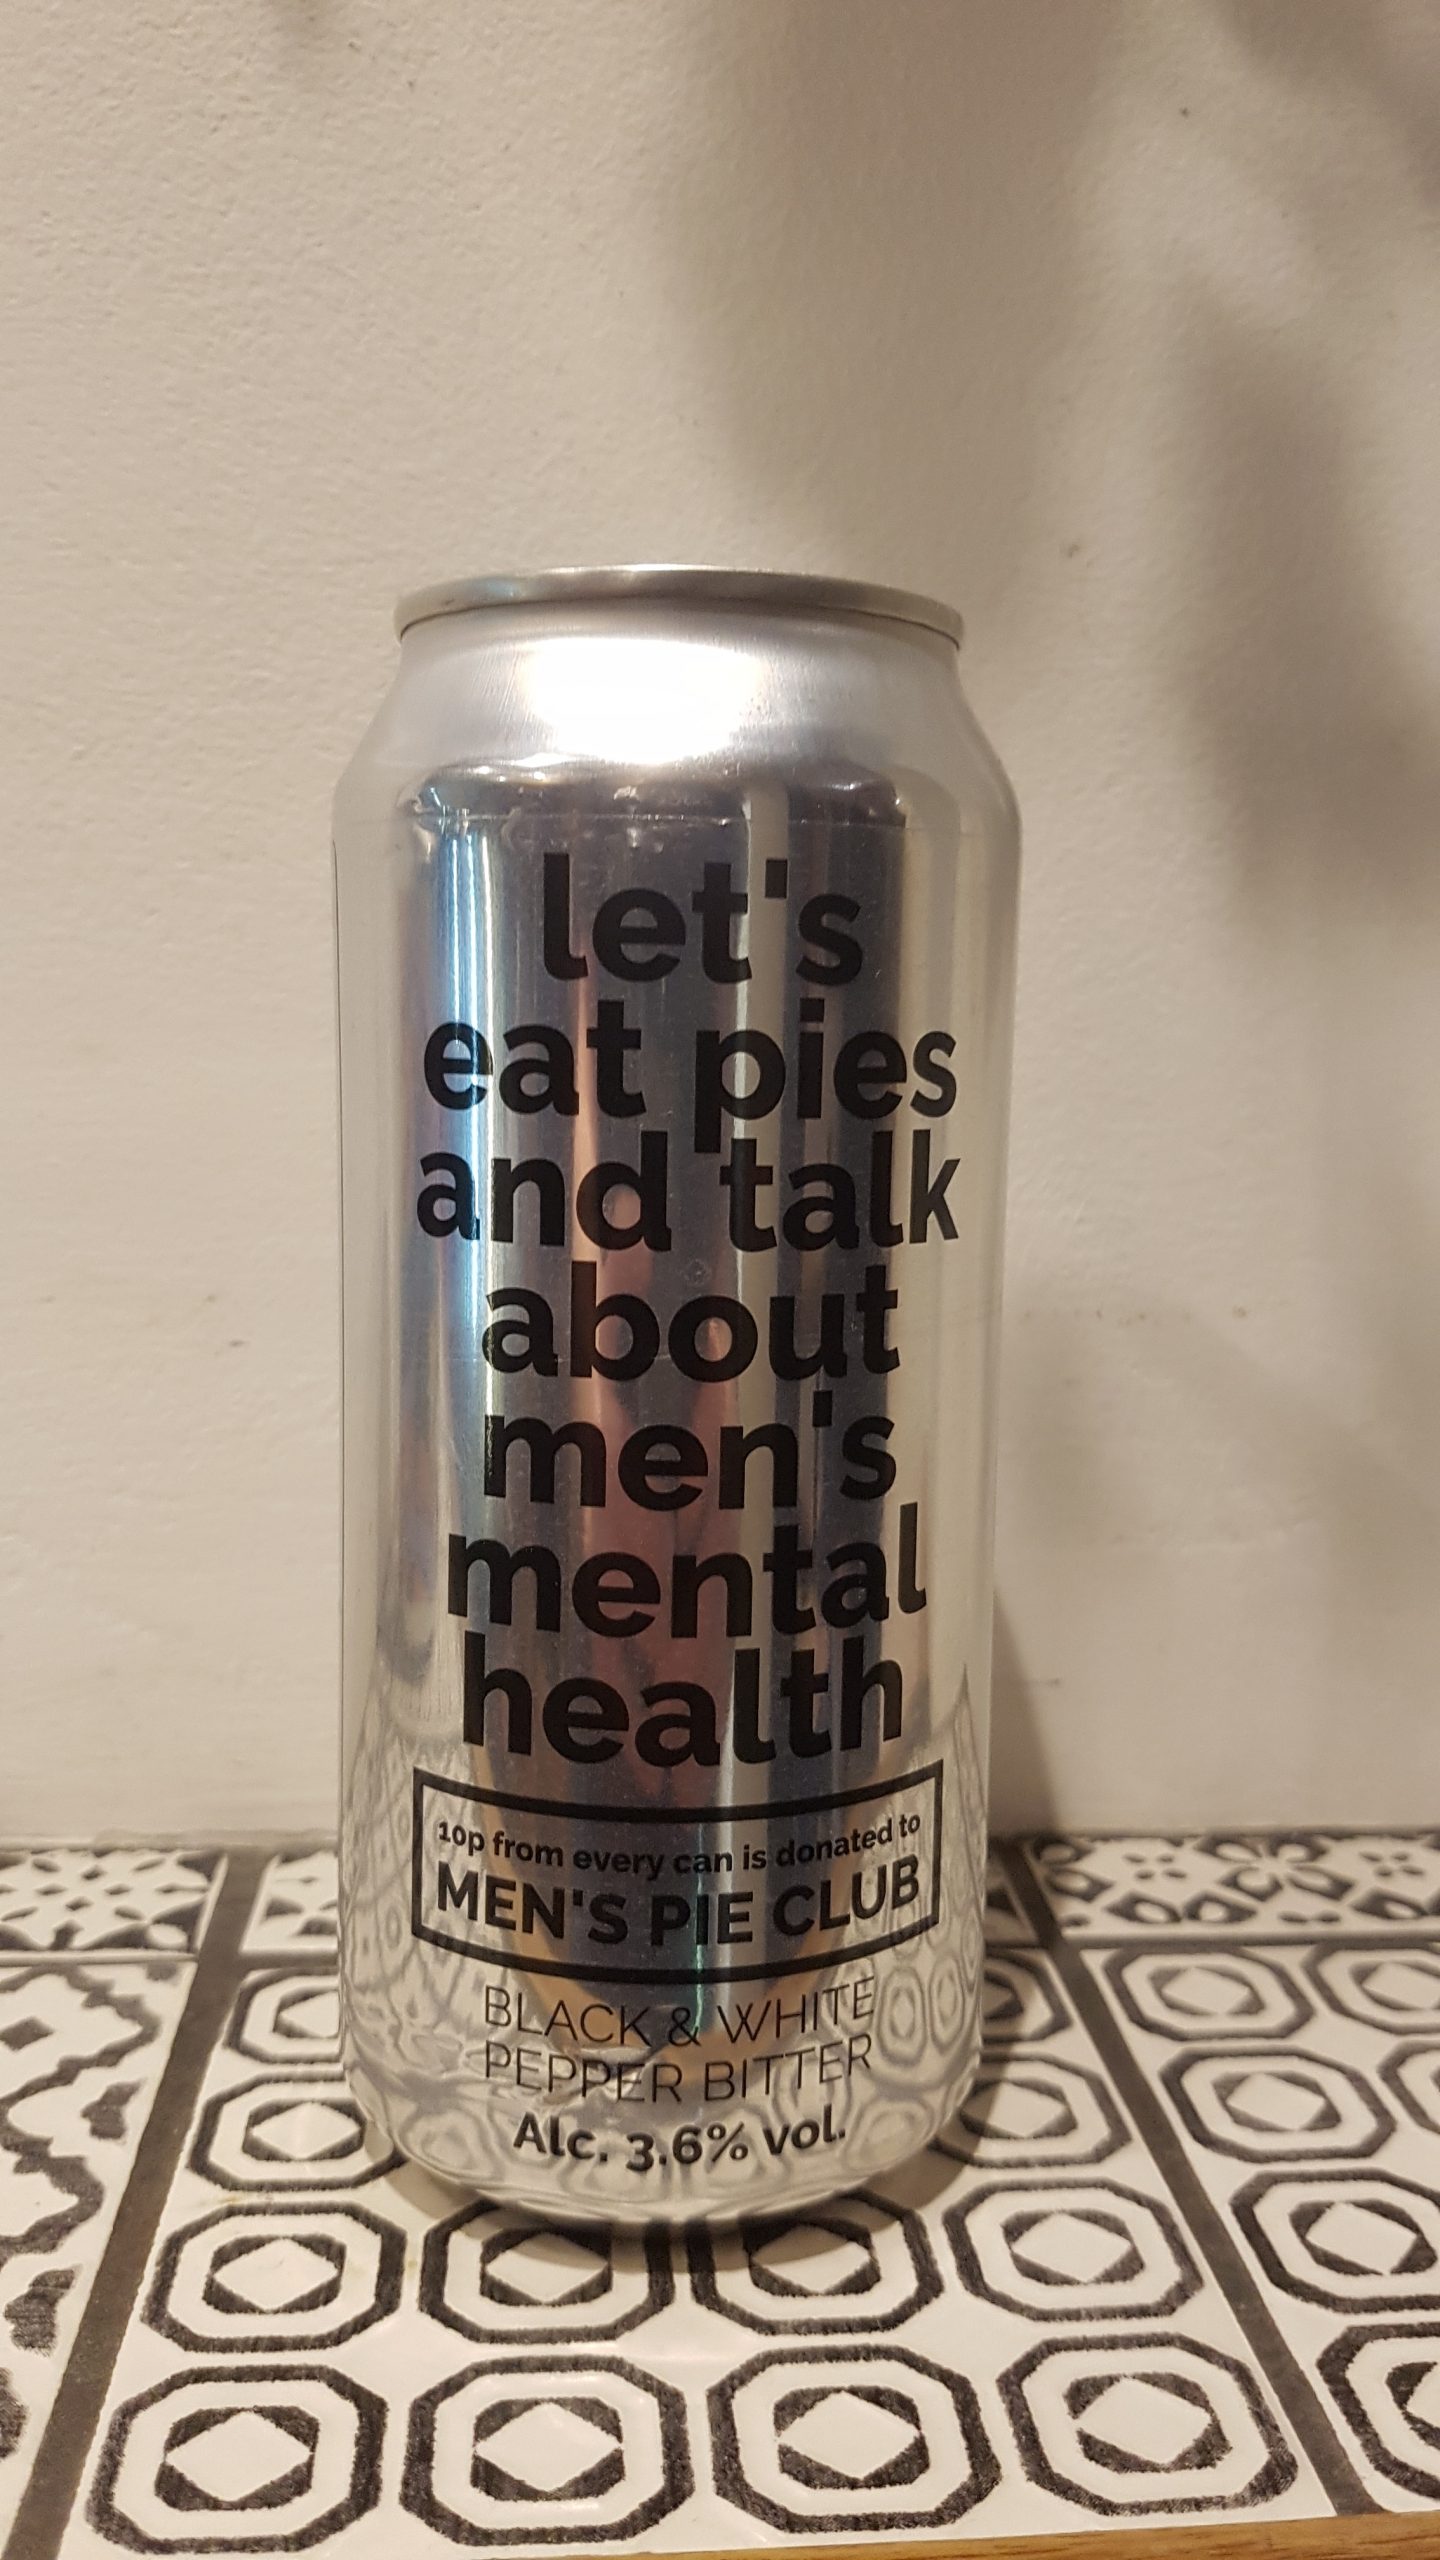 let's
eat pies
and talk
about
men's
mental
health
10p from every can is donated to
MEN'S PIE CLUB
BLACK & WHITE
PEPPER BITTER
Alc. 3.6% vol.